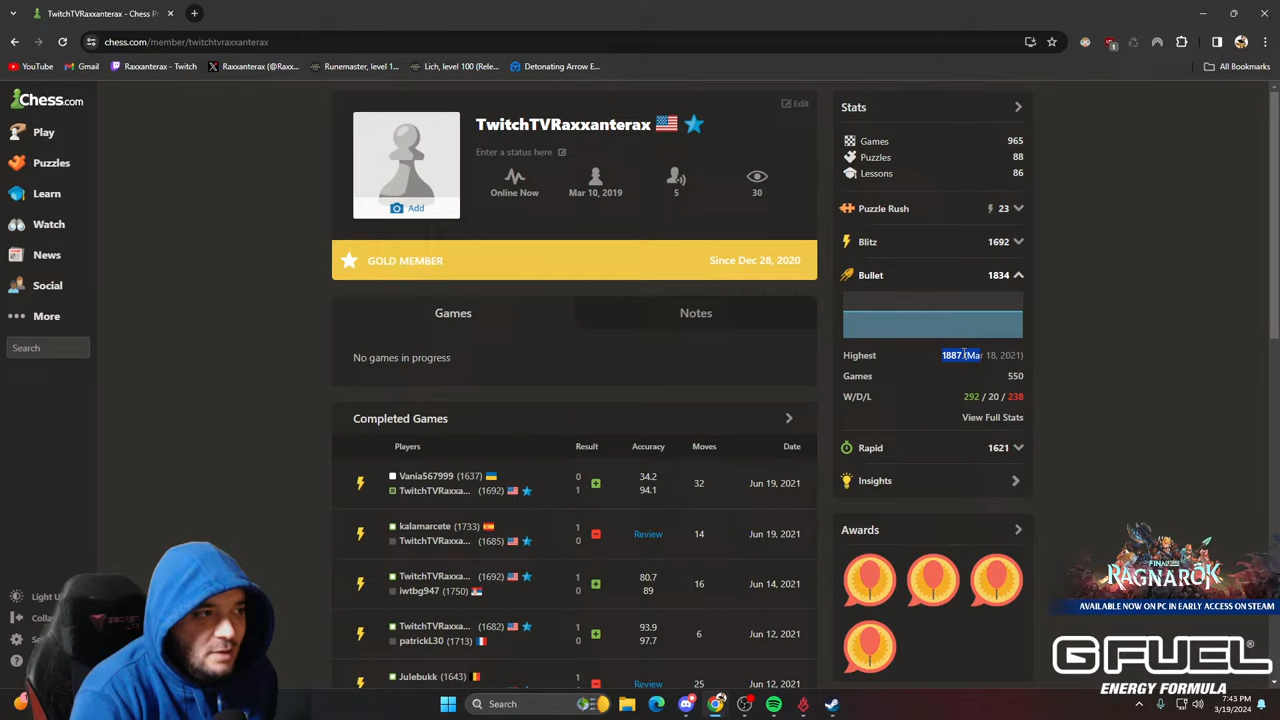 TwitchTVRaxxanterax - Chess Pr
chess.com/member/twitchtvraxxanterax
YouTube
Gmail
Raxxanterax - Twitch
Raxxanterax (@Raxx...
Runemaster, level 1...
Lich, level 100 (Rele...
Detonating Arrow E...
All Bookmarks
Chess.com
Play
Puzzles
Learn
Watch
News
Social
More
Search
Light U
Colla
Se
TwitchTVRaxxanterax
Edit
Enter a status here
Online Now
Mar 10, 2019
5
30
Add
GOLD MEMBER
Since Dec 28, 2020
Games
Notes
No games in progress
Completed Games
Players Result Accuracy Moves Date
Vania567999 (1637) 0 34.2
TwitchTVRaxxa... (1692) 1 94.1
32 Jun 19, 2021
kalamarcete (1733) 1
TwitchTVRaxxa... (1685) 0
Review 14 Jun 19, 2021
TwitchTVRaxxa... (1692) 1 80.7
iwtbg947 (1750) 0 89
16 Jun 14, 2021
TwitchTVRaxxa... (1682) 1 93.9
patrickL30 (1713) 0 97.7
6 Jun 12, 2021
Julebukk (1643) 1
Review 25 Jun 12, 2021
Stats
Games 965
Puzzles 88
Lessons 86
Puzzle Rush 23
Blitz 1692
Bullet 1834
Highest 1887 (Mar 18, 2021)
Games 550
W/D/L 292 / 20 / 238
View Full Stats
Rapid 1621
Insights
Awards
RAGNAROK
AVAILABLE NOW ON PC IN EARLY ACCESS ON STEAM
G FUEL
ENERGY FORMULA
Search
7:43 PM
3/19/2024